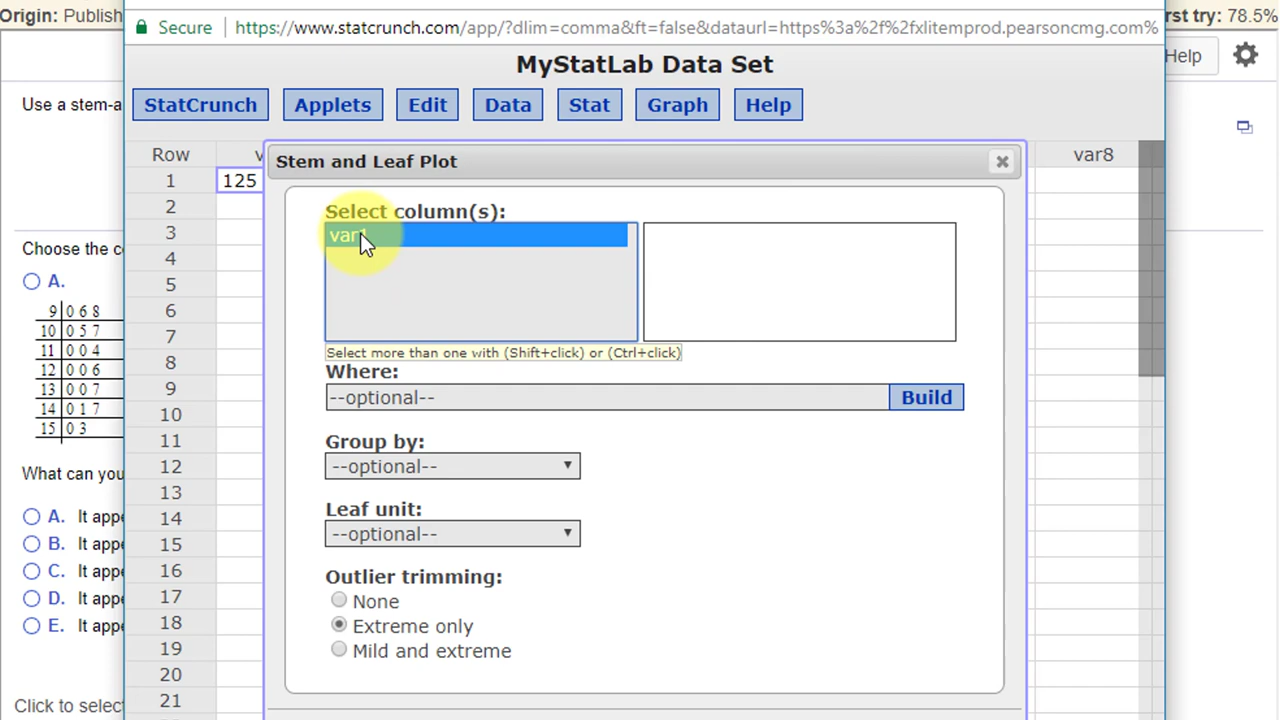 Origin: Publish
rst try: 78.5%
Secure https://www.statcrunch.com/app/?dlim=comma&ft=false&dataurl=https%3a%2f%2fxlitemprod.pearsoncmg.com%
MyStatLab Data Set
Help
Use a stem-a
StatCrunch Applets Edit Data Stat Graph Help
Row v var8
Stem and Leaf Plot
1 125
2
3
4
5
6
7
8
9
10
11
12
13
14
15
16
17
18
19
20
21
Select column(s):
var1
Select more than one with (Shift+click) or (Ctrl+click)
Where:
--optional-- Build
Group by:
--optional--
Leaf unit:
--optional--
Outlier trimming:
None
Extreme only
Mild and extreme
Choose the co
A.
9 0 6 8
10 0 5 7
11 0 0 4
12 0 0 6
13 0 0 7
14 0 1 7
15 0 3
What can you
A. It appe
B. It appe
C. It appe
D. It appe
E. It appe
Click to selec